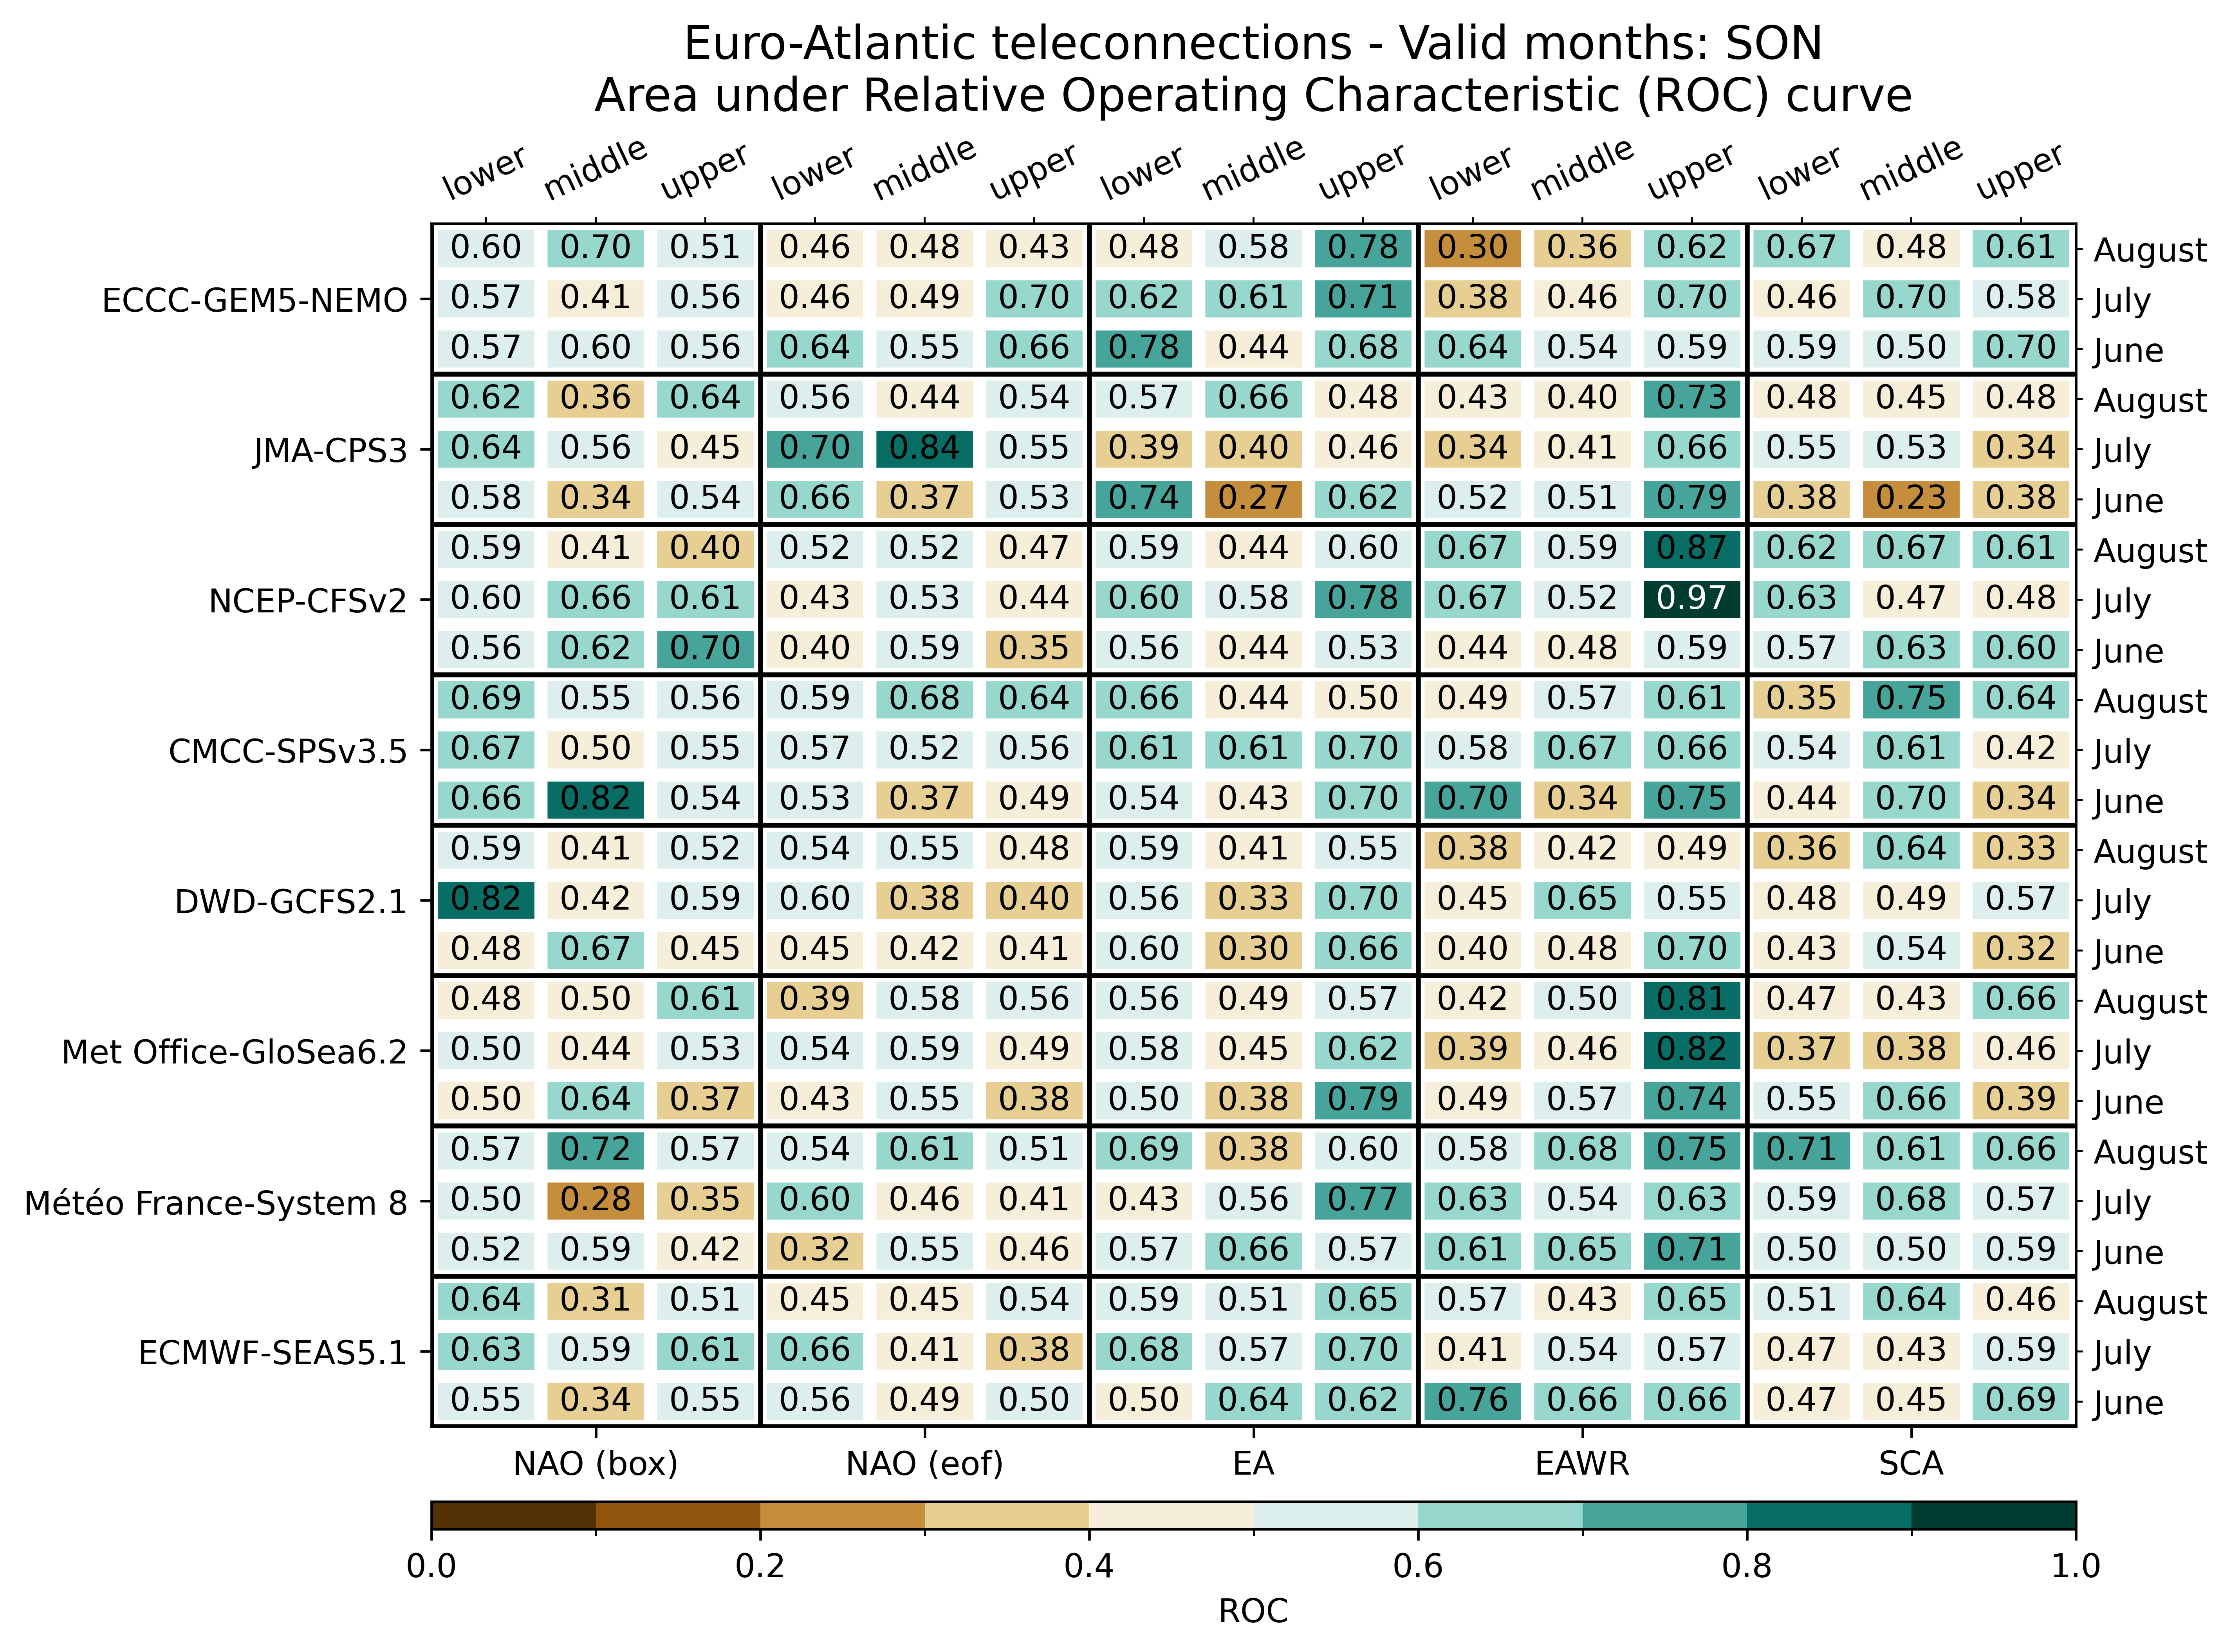 Euro-Atlantic teleconnections - Valid months: SON
Area under Relative Operating Characteristic (ROC) curve
lower middle upper lower middle upper lower middle upper lower middle upper lower middle upper
0.60 0.70 0.51 0.46 0.48 0.43 0.48 0.58 0.78 0.30 0.36 0.62 0.67 0.48 0.61 August
ECCC-GEM5-NEMO 0.57 0.41 0.56 0.46 0.49 0.70 0.62 0.61 0.71 0.38 0.46 0.70 0.46 0.70 0.58 July
0.57 0.60 0.56 0.64 0.55 0.66 0.78 0.44 0.68 0.64 0.54 0.59 0.59 0.50 0.70 June
0.62 0.36 0.64 0.56 0.44 0.54 0.57 0.66 0.48 0.43 0.40 0.73 0.48 0.45 0.48 August
JMA-CPS3 0.64 0.56 0.45 0.70 0.84 0.55 0.39 0.40 0.46 0.34 0.41 0.66 0.55 0.53 0.34 July
0.58 0.34 0.54 0.66 0.37 0.53 0.74 0.27 0.62 0.52 0.51 0.79 0.38 0.23 0.38 June
0.59 0.41 0.40 0.52 0.52 0.47 0.59 0.44 0.60 0.67 0.59 0.87 0.62 0.67 0.61 August
NCEP-CFSv2 0.60 0.66 0.61 0.43 0.53 0.44 0.60 0.58 0.78 0.67 0.52 0.97 0.63 0.47 0.48 July
0.56 0.62 0.70 0.40 0.59 0.35 0.56 0.44 0.53 0.44 0.48 0.59 0.57 0.63 0.60 June
0.69 0.55 0.56 0.59 0.68 0.64 0.66 0.44 0.50 0.49 0.57 0.61 0.35 0.75 0.64 August
CMCC-SPSv3.5 0.67 0.50 0.55 0.57 0.52 0.56 0.61 0.61 0.70 0.58 0.67 0.66 0.54 0.61 0.42 July
0.66 0.82 0.54 0.53 0.37 0.49 0.54 0.43 0.70 0.70 0.34 0.75 0.44 0.70 0.34 June
0.59 0.41 0.52 0.54 0.55 0.48 0.59 0.41 0.55 0.38 0.42 0.49 0.36 0.64 0.33 August
DWD-GCFS2.1 0.82 0.42 0.59 0.60 0.38 0.40 0.56 0.33 0.70 0.45 0.65 0.55 0.48 0.49 0.57 July
0.48 0.67 0.45 0.45 0.42 0.41 0.60 0.30 0.66 0.40 0.48 0.70 0.43 0.54 0.32 June
0.48 0.50 0.61 0.39 0.58 0.56 0.56 0.49 0.57 0.42 0.50 0.81 0.47 0.43 0.66 August
Met Office-GloSea6.2 0.50 0.44 0.53 0.54 0.59 0.49 0.58 0.45 0.62 0.39 0.46 0.82 0.37 0.38 0.46 July
0.50 0.64 0.37 0.43 0.55 0.38 0.50 0.38 0.79 0.49 0.57 0.74 0.55 0.66 0.39 June
0.57 0.72 0.57 0.54 0.61 0.51 0.69 0.38 0.60 0.58 0.68 0.75 0.71 0.61 0.66 August
Météo France-System 8 0.50 0.28 0.35 0.60 0.46 0.41 0.43 0.56 0.77 0.63 0.54 0.63 0.59 0.68 0.57 July
0.52 0.59 0.42 0.32 0.55 0.46 0.57 0.66 0.57 0.61 0.65 0.71 0.50 0.50 0.59 June
0.64 0.31 0.51 0.45 0.45 0.54 0.59 0.51 0.65 0.57 0.43 0.65 0.51 0.64 0.46 August
ECMWF-SEAS5.1 0.63 0.59 0.61 0.66 0.41 0.38 0.68 0.57 0.70 0.41 0.54 0.57 0.47 0.43 0.59 July
0.55 0.34 0.55 0.56 0.49 0.50 0.50 0.64 0.62 0.76 0.66 0.66 0.47 0.45 0.69 June
NAO (box) NAO (eof) EA EAWR SCA
0.0 0.2 0.4 0.6 0.8 1.0
ROC